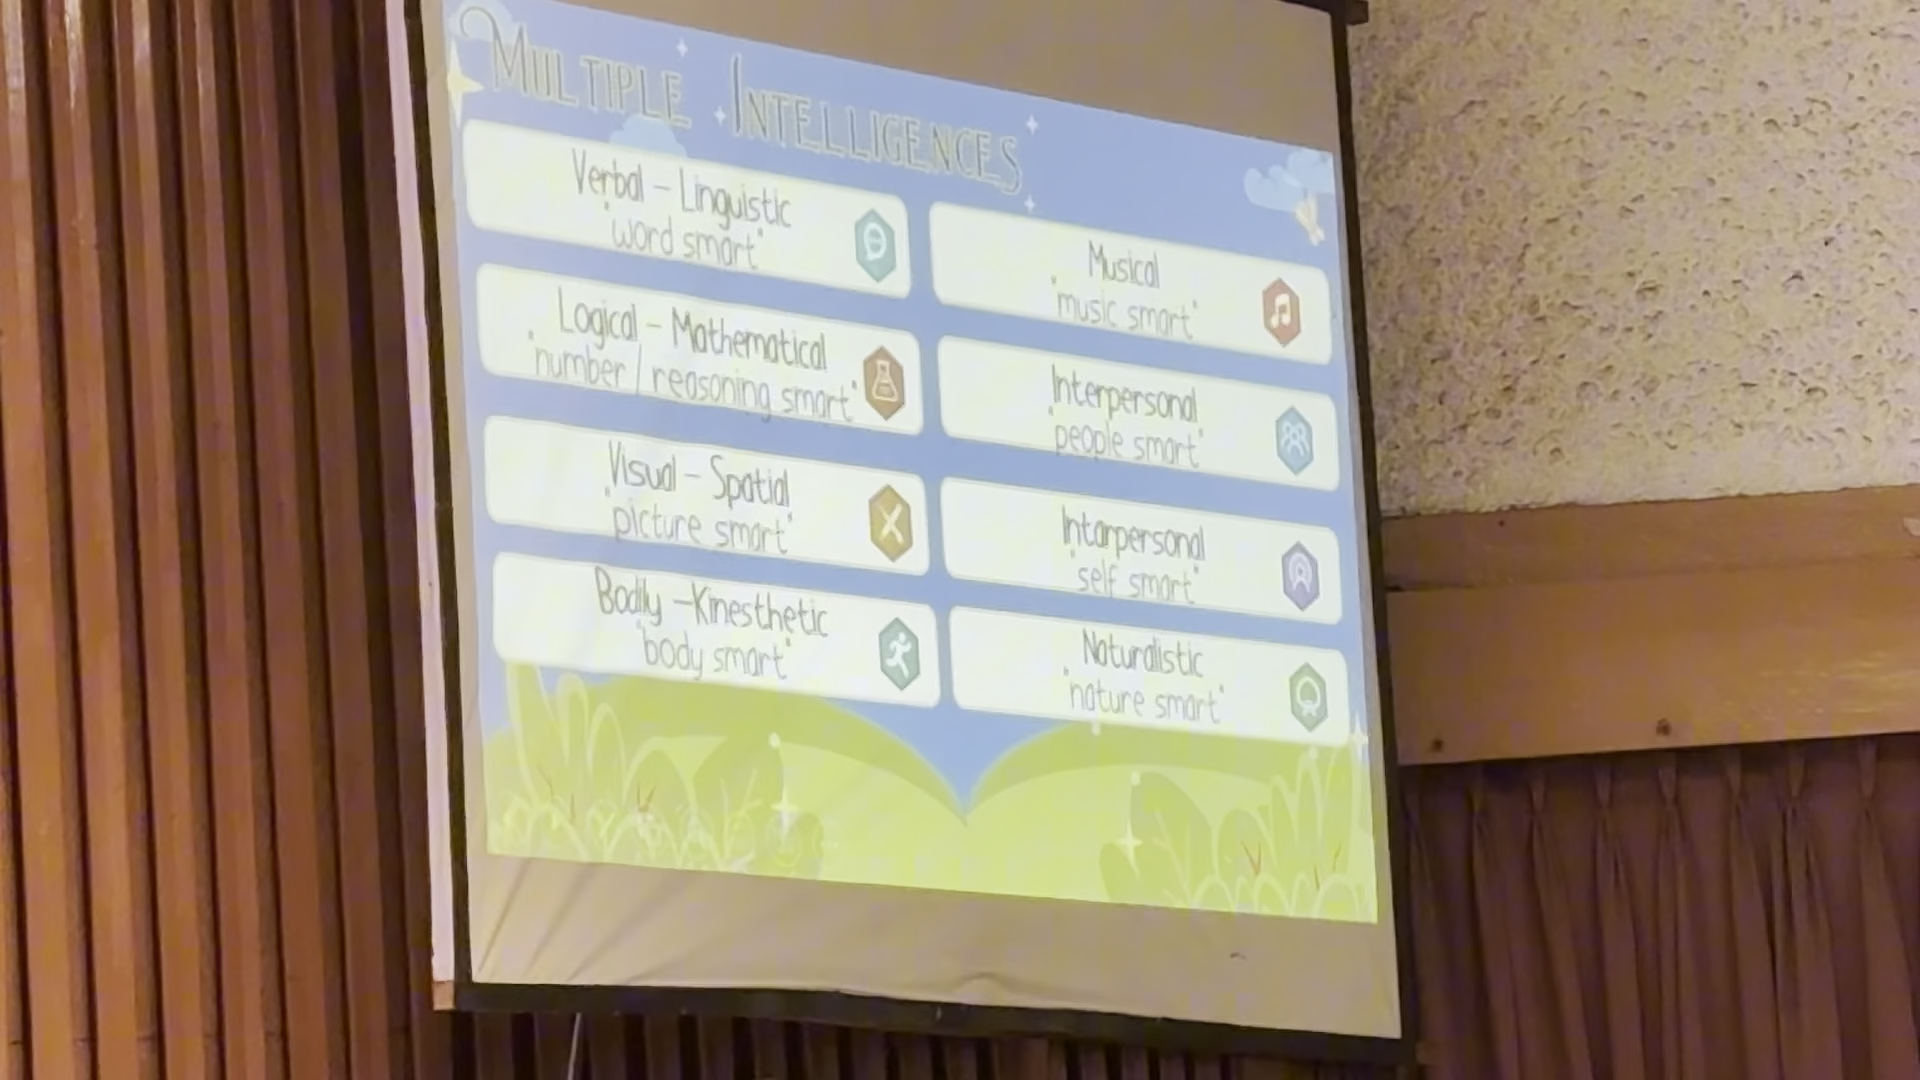 MULTIPLE INTELLIGENCES
Verbal – Linguistic
"word smart"
Logical – Mathematical
"number / reasoning smart"
Visual – Spatial
"picture smart"
Bodily –Kinesthetic
"body smart"
Musical
"music smart"
Interpersonal
"people smart"
Intarpersonal
"self smart"
Naturalistic
"nature smart"